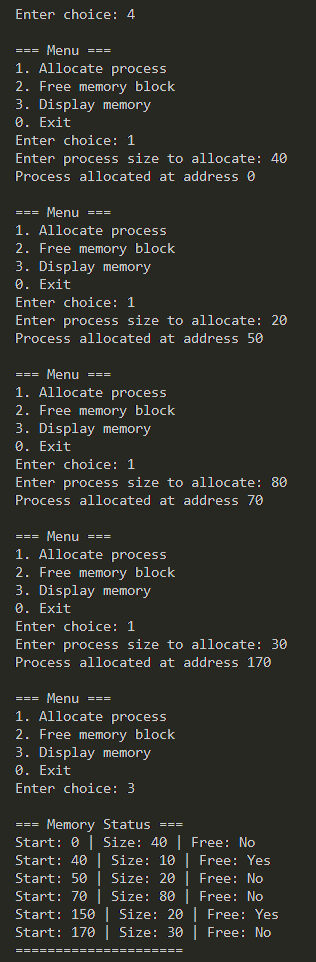 Enter choice: 4
=== Menu ===
1. Allocate process
2. Free memory block
3. Display memory
0. Exit
Enter choice: 1
Enter process size to allocate: 40
Process allocated at address 0
=== Menu ===
1. Allocate process
2. Free memory block
3. Display memory
0. Exit
Enter choice: 1
Enter process size to allocate: 20
Process allocated at address 50
=== Menu ===
1. Allocate process
2. Free memory block
3. Display memory
0. Exit
Enter choice: 1
Enter process size to allocate: 80
Process allocated at address 70
=== Menu ===
1. Allocate process
2. Free memory block
3. Display memory
0. Exit
Enter choice: 1
Enter process size to allocate: 30
Process allocated at address 170
=== Menu ===
1. Allocate process
2. Free memory block
3. Display memory
0. Exit
Enter choice: 3
=== Memory Status ===
Start: 0 | Size: 40 | Free: No
Start: 40 | Size: 10 | Free: Yes
Start: 50 | Size: 20 | Free: No
Start: 70 | Size: 80 | Free: No
Start: 150 | Size: 20 | Free: Yes
Start: 170 | Size: 30 | Free: No
=====================